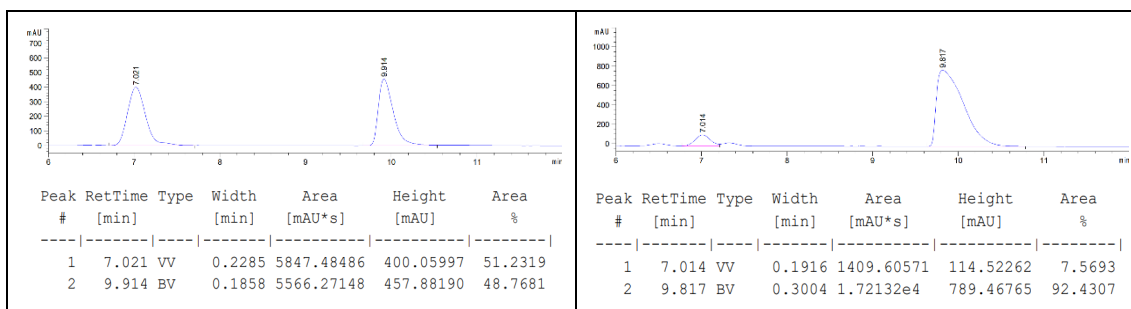 mAU
700
600
500
400
300
200
100
0
7.021
9.914
6 7 8 9 10 11 min
Peak RetTime Type Width Area Height Area
# [min] [min] [mAU*s] [mAU] %
----|-------|----|-------|----------|----------|--------|
1 7.021 VV 0.2285 5847.48486 400.05997 51.2319
2 9.914 BV 0.1858 5566.27148 457.88190 48.7681
mAU
1000
800
600
400
200
0
7.014
9.817
6 7 8 9 10 11 min
Peak RetTime Type Width Area Height Area
# [min] [min] [mAU*s] [mAU] %
----|-------|----|-------|----------|----------|--------|
1 7.014 VV 0.1916 1409.60571 114.52262 7.5693
2 9.817 BV 0.3004 1.72132e4 789.46765 92.4307